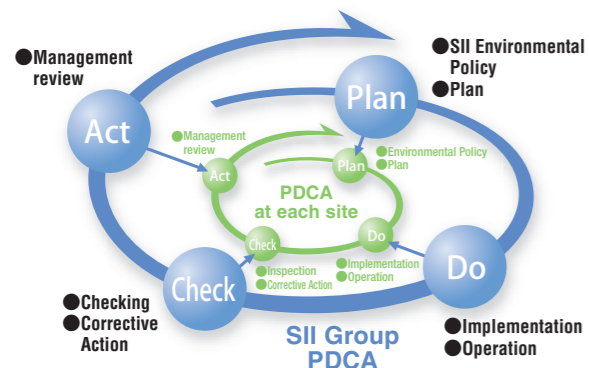 ●Management
review
Act
●SII Environmental
Policy
●Plan
Plan
●Management
review
Act
Plan
●Environmental Policy
●Plan
PDCA
at each site
Check
●Inspection
●Corrective Action
Do
●Implementation
●Operation
Check
●Checking
●Corrective
Action
Do
●Implementation
●Operation
SII Group
PDCA